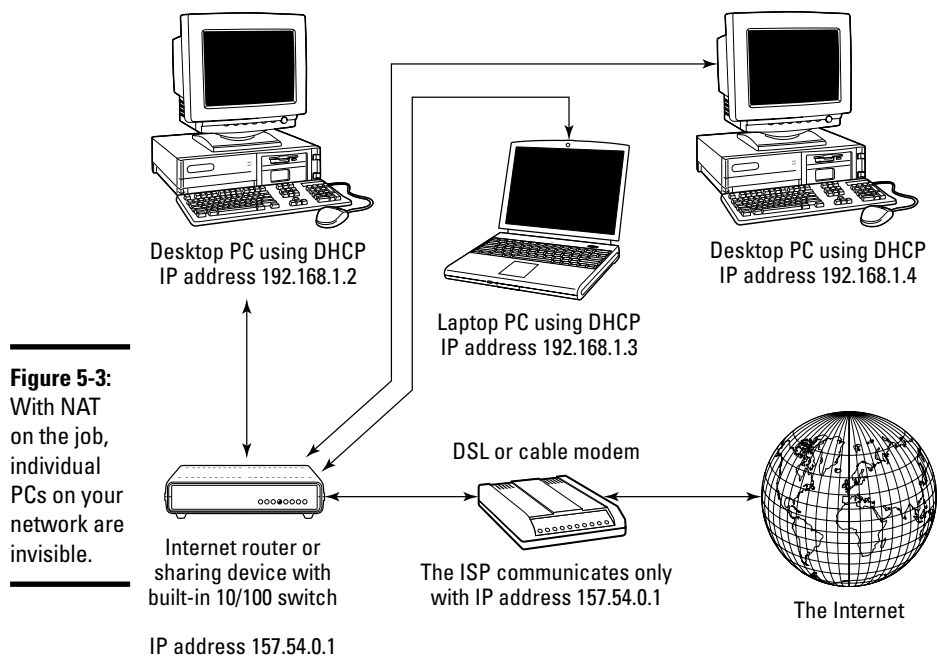 Desktop PC using DHCP
IP address 192.168.1.2
Desktop PC using DHCP
IP address 192.168.1.4
Laptop PC using DHCP
IP address 192.168.1.3
Figure 5-3:
With NAT
on the job,
individual
PCs on your
network are
invisible.
DSL or cable modem
Internet router or
sharing device with
built-in 10/100 switch
IP address 157.54.0.1
The ISP communicates only
with IP address 157.54.0.1
The Internet